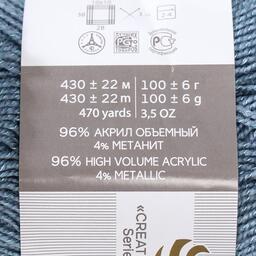 430 ± 22 м 100 ± 6 г
430 ± 22 m 100 ± 6 g
470 yards 3,5 OZ
96% АКРИЛ ОБЪЕМНЫЙ
4% МЕТАНИТ
96% HIGH VOLUME ACRYLIC
4% METALLIC
«CREAT
Serie